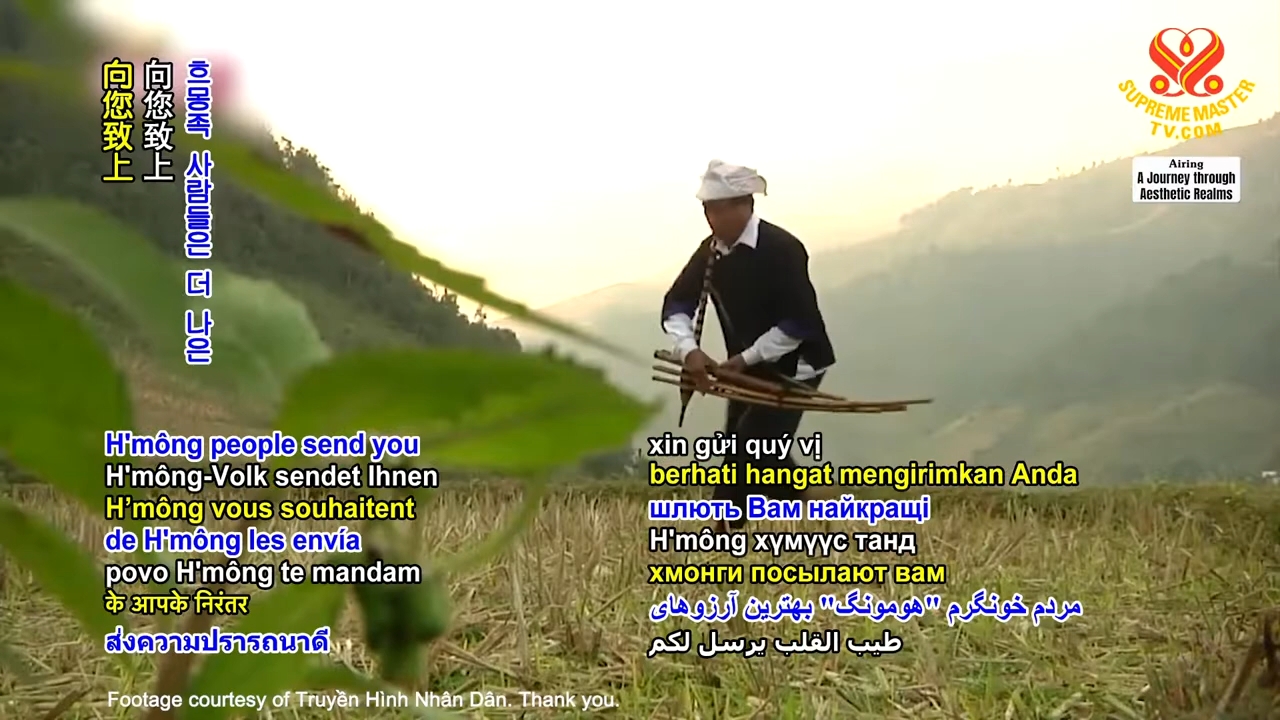 向您致上
向您致上
흐몽족 사람들은 더 나은
SUPREME MASTER
TV.COM
Airing
A Journey through
Aesthetic Realms
H'mông people send you
H'mông-Volk sendet Ihnen
H’mông vous souhaitent
de H'mông les envía
povo H'mông te mandam
के आपके निरंतर
ส่งความปรารถนาดี
xin gửi quý vị
berhati hangat mengirimkan Anda
шлють Вам найкращі
H'mông хүмүүс танд
хмонги посылают вам
مردم خونگرم "هومونگ" بهترین آرزوهای
طيب القلب يرسل لكم
Footage courtesy of Truyền Hình Nhân Dân. Thank you.